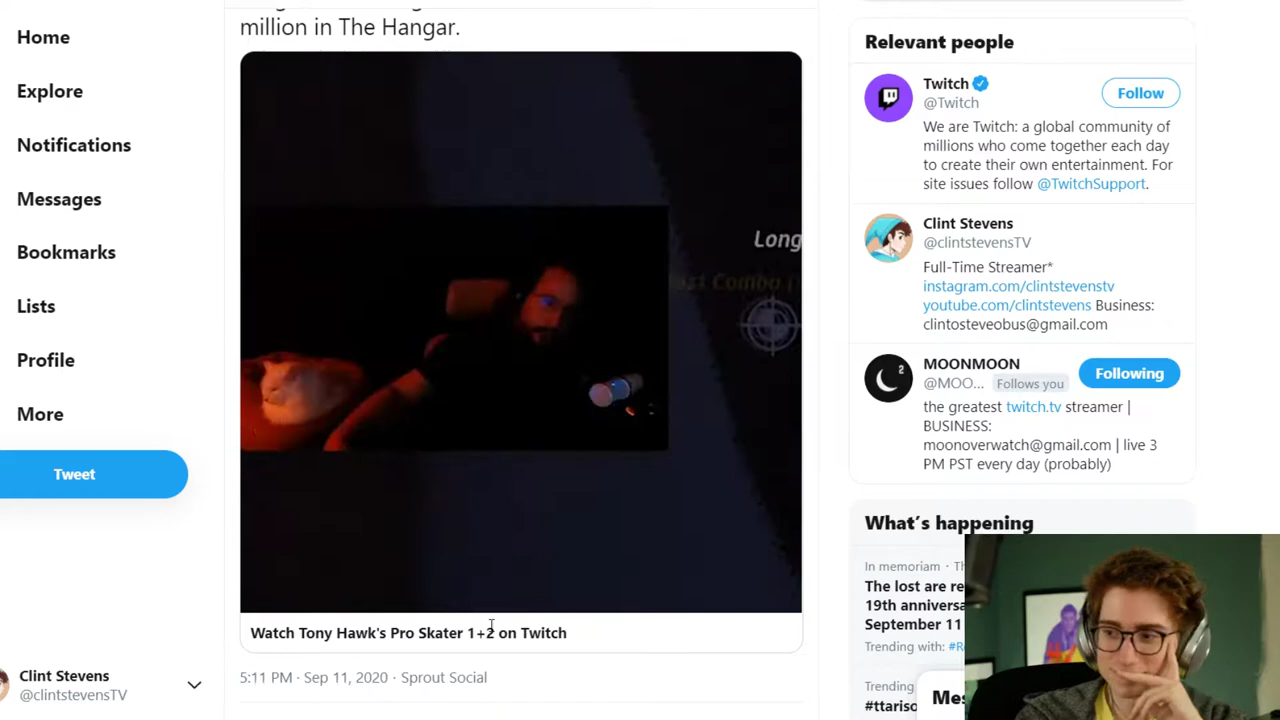 million in The Hangar.
Home
Explore
Notifications
Messages
Bookmarks
Lists
Profile
More
Tweet
Clint Stevens
@clintstevensTV
Long
Watch Tony Hawk's Pro Skater 1+2 on Twitch
5:11 PM · Sep 11, 2020 · Sprout Social
Relevant people
Twitch
@Twitch
Follow
We are Twitch: a global community of
millions who come together each day
to create their own entertainment. For
site issues follow @TwitchSupport.
Clint Stevens
@clintstevensTV
Full-Time Streamer*
instagram.com/clintstevenstv
youtube.com/clintstevens Business:
clintosteveobus@gmail.com
MOONMOON
@MOO... Follows you
Following
the greatest twitch.tv streamer |
BUSINESS:
moonoverwatch@gmail.com | live 3
PM PST every day (probably)
What's happening
In memoriam ·
The lost are re
19th anniversa
September 11
Trending with:
Trending
#ttariso
Mes